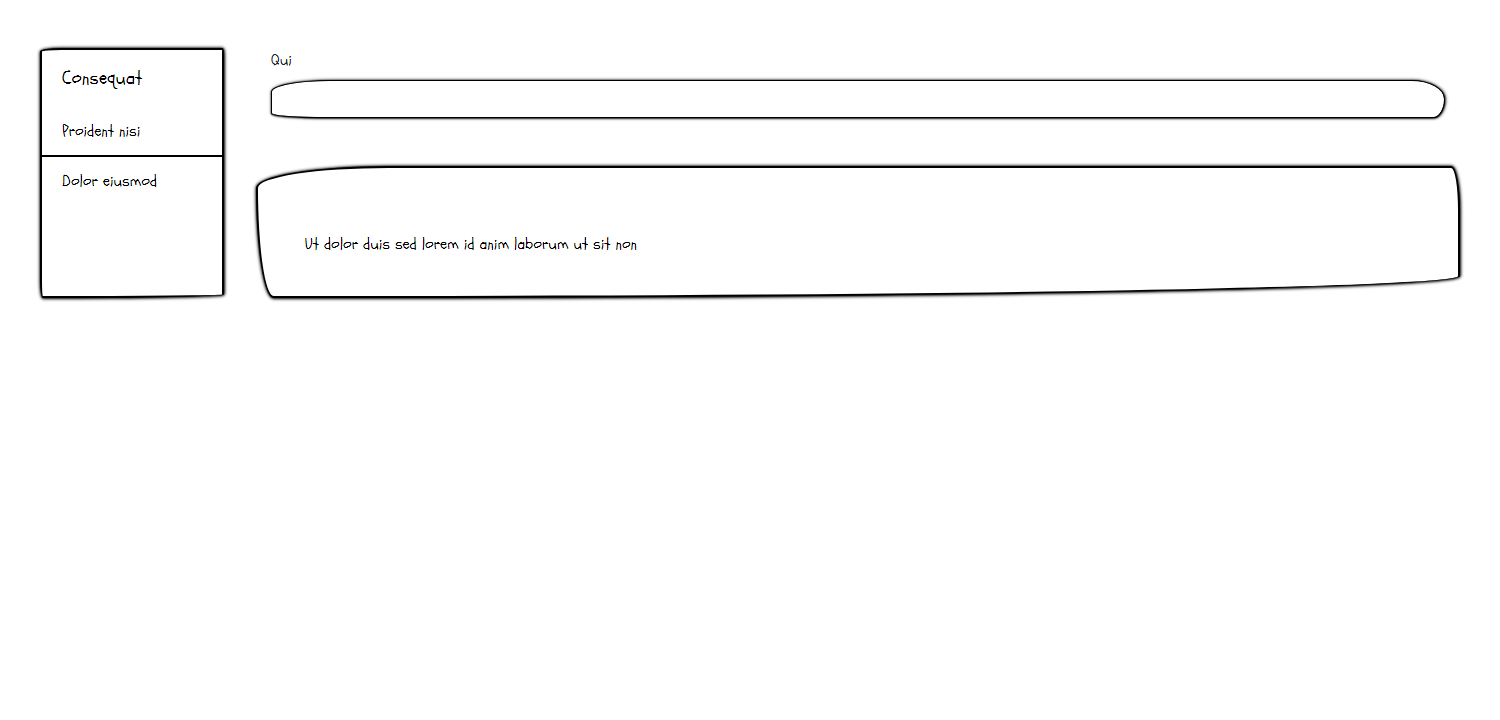 Consequat
Proident nisi
Dolor eiusmod
Qui
Ut dolor duis sed lorem id anim laborum ut sit non